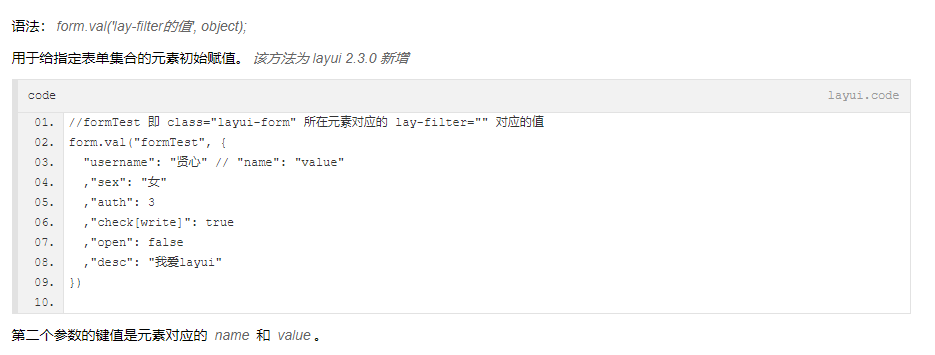 语法： form.val('lay-filter的值', object);
用于给指定表单集合的元素初始赋值。 该方法为 layui 2.3.0 新增
code layui.code
01. //formTest 即 class="layui-form" 所在元素对应的 lay-filter="" 对应的值
02. form.val("formTest", {
03. "username": "贤心" // "name": "value"
04. ,"sex": "女"
05. ,"auth": 3
06. ,"check[write]": true
07. ,"open": false
08. ,"desc": "我爱layui"
09. })
10.
第二个参数的键值是元素对应的 name 和 value 。